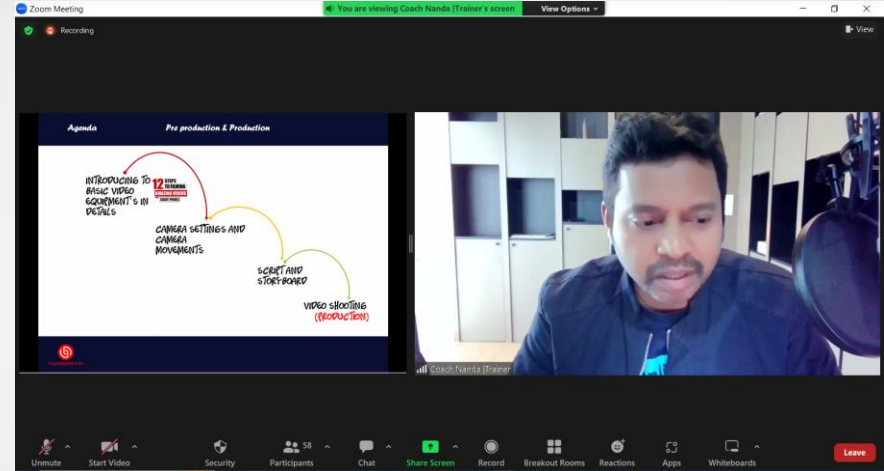 Zoom Meeting
You are viewing Coach Nanda |Trainer's screen
View Options
Recording
View
Agenda
Pre production & Production
INTRODUCING TO
BASIC VIDEO
EQUIPMENT'S IN
DETAILS
12 STEPS
TO FILMING
AMAZING VIDEOS
SMART PHONES
CAMERA SETTINGS AND
CAMERA
MOVEMENTS
SCRIPT AND
STORYBOARD
VIDEO SHOOTING
(PRODUCTION)
Coach Nanda |Trainer
Unmute
Start Video
Security
58
Participants
Chat
Share Screen
Record
Breakout Rooms
Reactions
Apps
Whiteboards
Leave